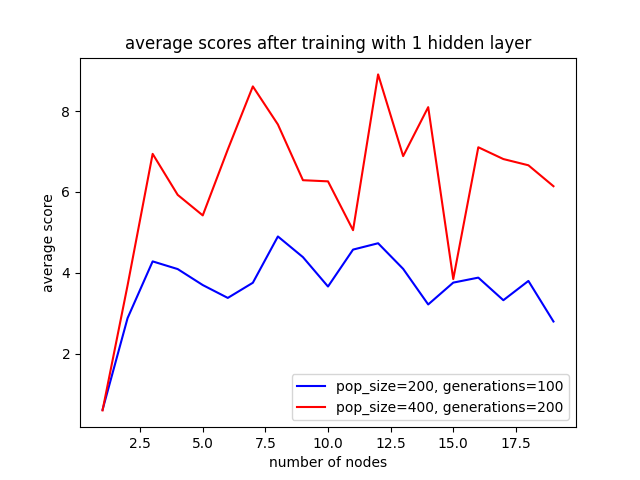 average scores after training with 1 hidden layer
average score
8
6
4
2
2.5 5.0 7.5 10.0 12.5 15.0 17.5
number of nodes
pop_size=200, generations=100
pop_size=400, generations=200